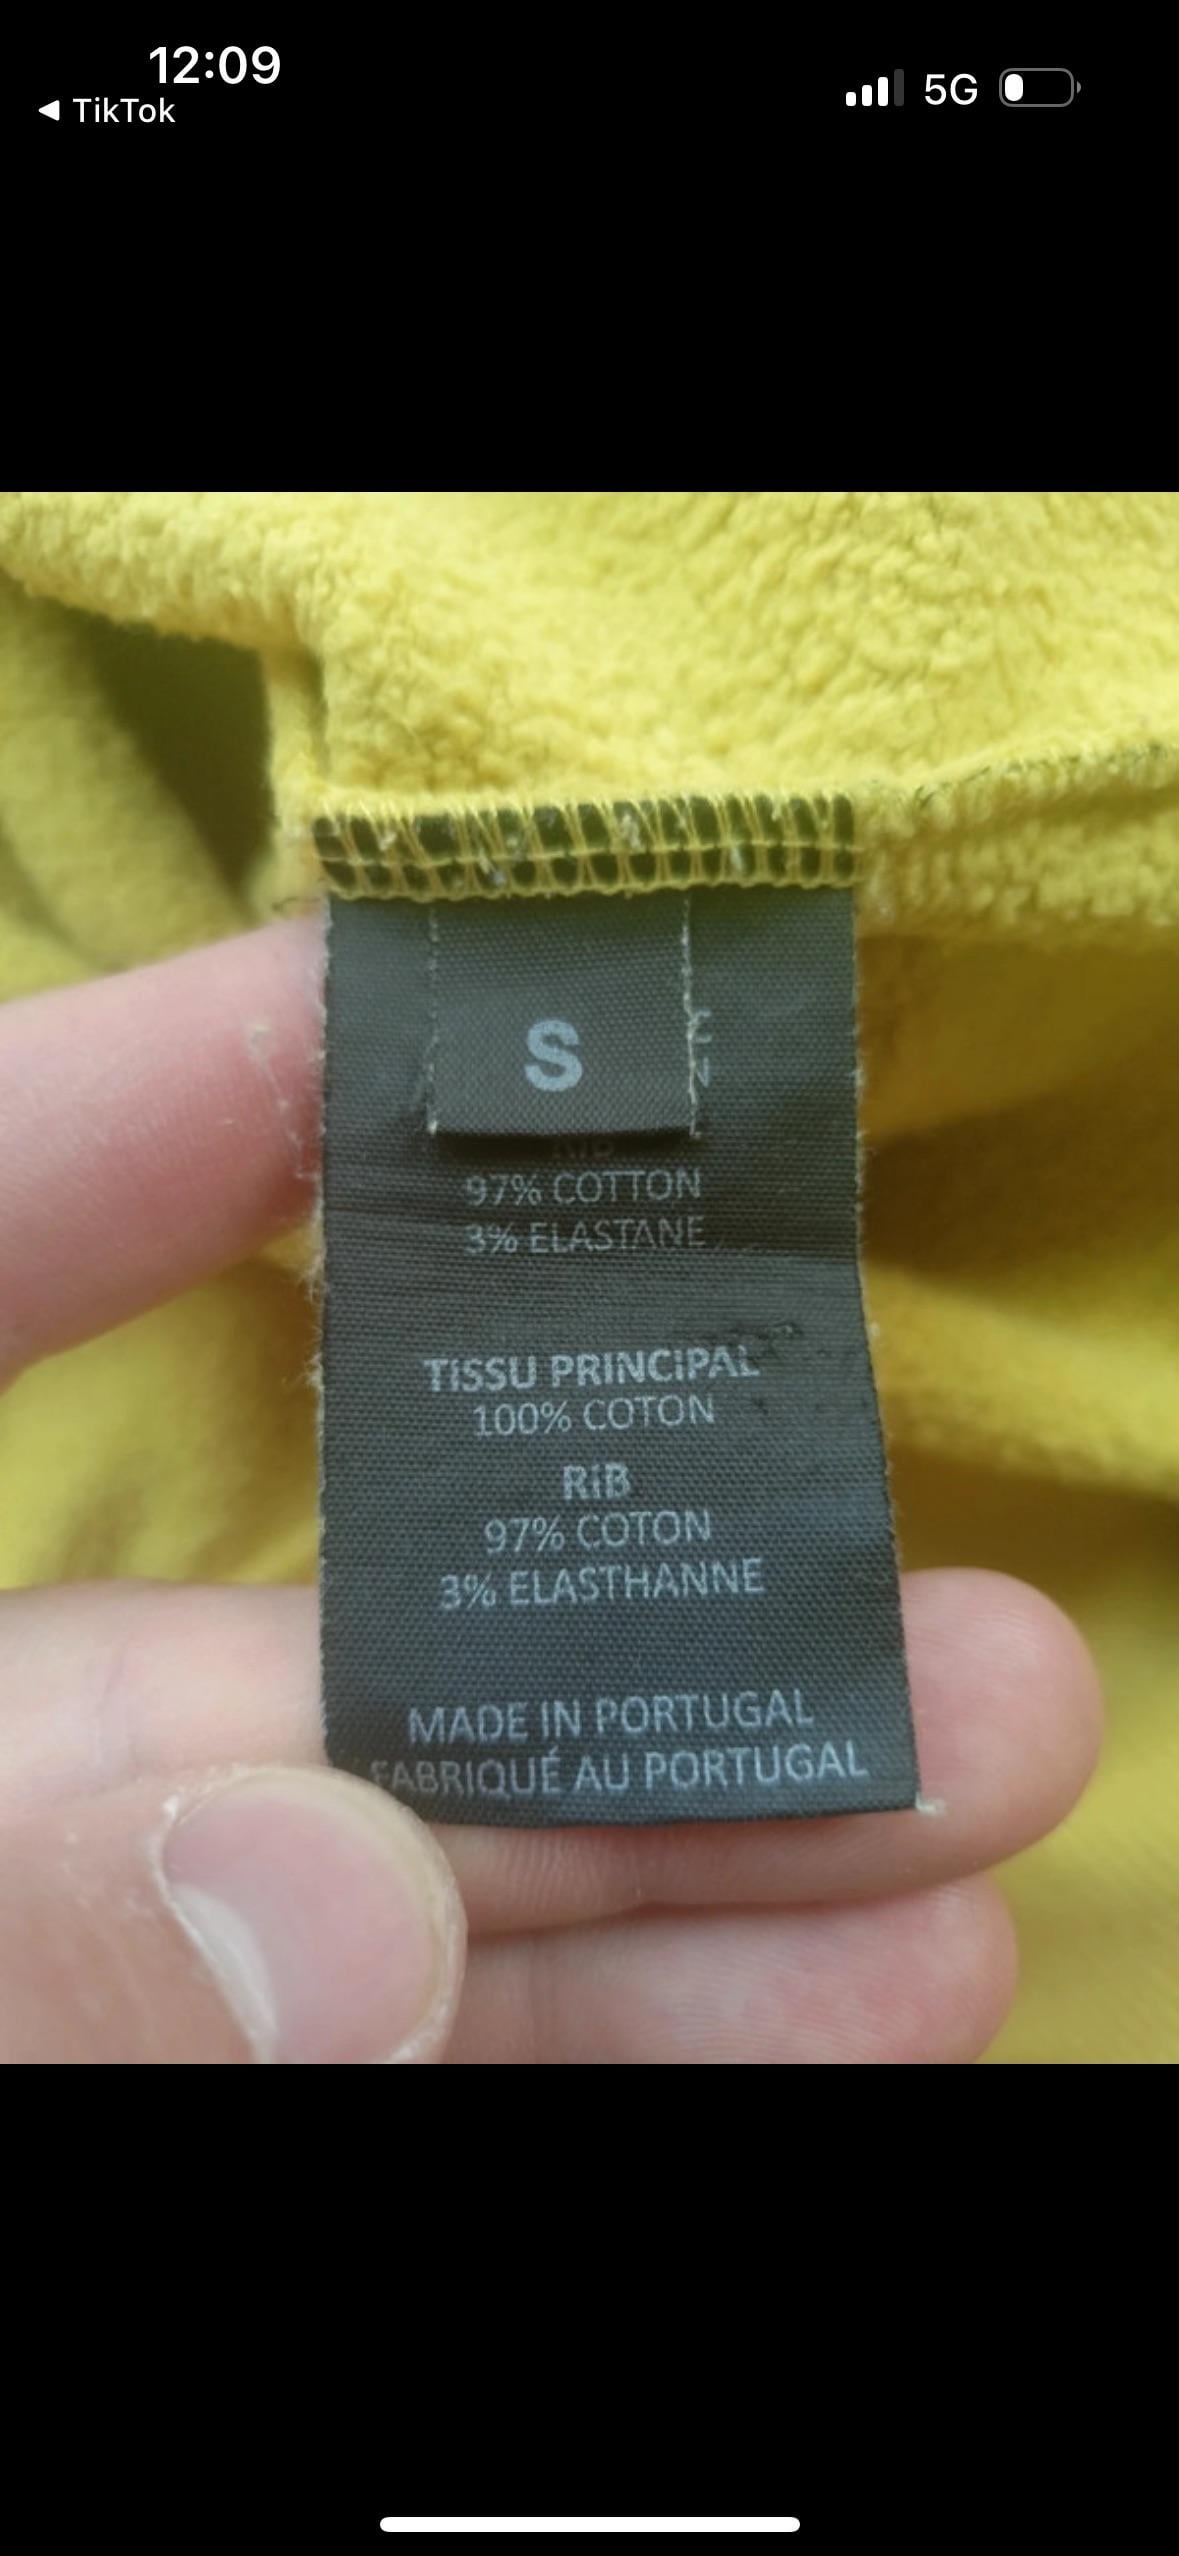 12:09
◀ TikTok
5G
S
97% COTTON
3% ELASTANE
TISSU PRINCIPAL
100% COTON
RIB
97% COTON
3% ELASTHANNE
MADE IN PORTUGAL
FABRIQUÉ AU PORTUGAL